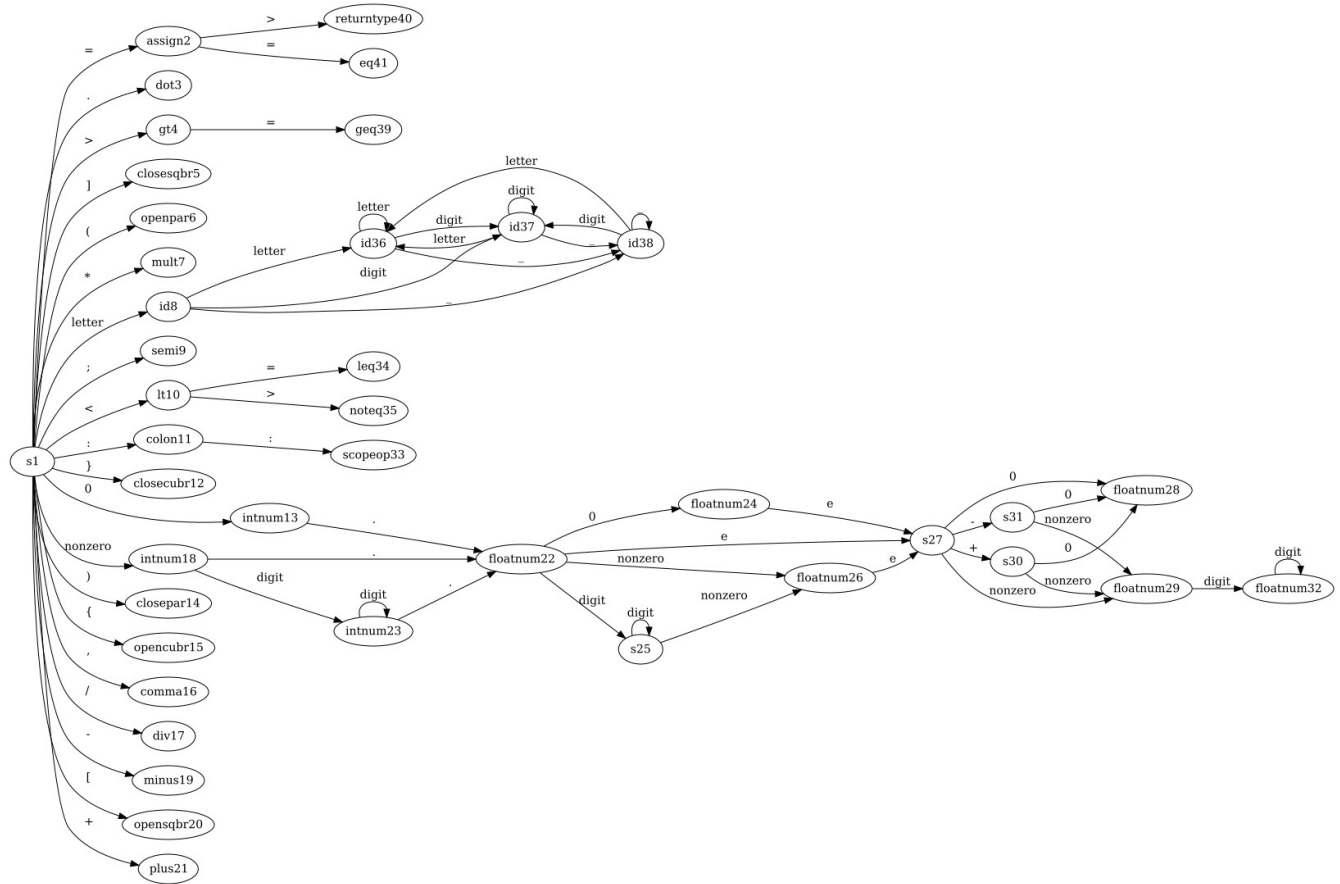 >
returntype40
=
assign2
=
eq41
.
dot3
>
gt4
=
geq39
]
closesqbr5
letter
(
openpar6
letter
digit
digit
id37
digit
_
id38
*
mult7
letter
id36
letter
_
_
letter
id8
digit
_
;
semi9
=
leq34
<
lt10
>
noteq35
:
colon11
:
scopeop33
s1
}
closecubr12
0
intnum13
.
0
floatnum24
e
0
floatnum28
nonzero
intnum18
.
floatnum22
e
s27
-
s31
0
nonzero
+
s30
0
digit
nonzero
floatnum26
e
nonzero
nonzero
floatnum29
digit
floatnum32
digit
)
closepar14
digit
intnum23
.
digit
digit
s25
nonzero
{
opencubr15
,
comma16
/
div17
-
minus19
[
opensqbr20
+
plus21